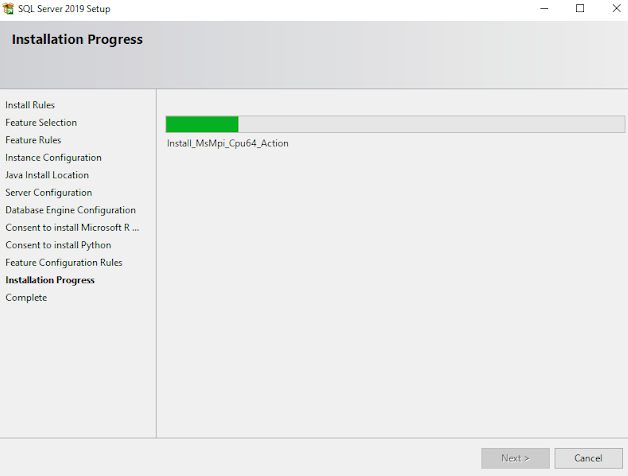 SQL Server 2019 Setup
Installation Progress
Install Rules
Feature Selection
Feature Rules
Instance Configuration
Java Install Location
Server Configuration
Database Engine Configuration
Consent to install Microsoft R ...
Consent to install Python
Feature Configuration Rules
Installation Progress
Complete
Install_MsMpi_Cpu64_Action
Next >
Cancel